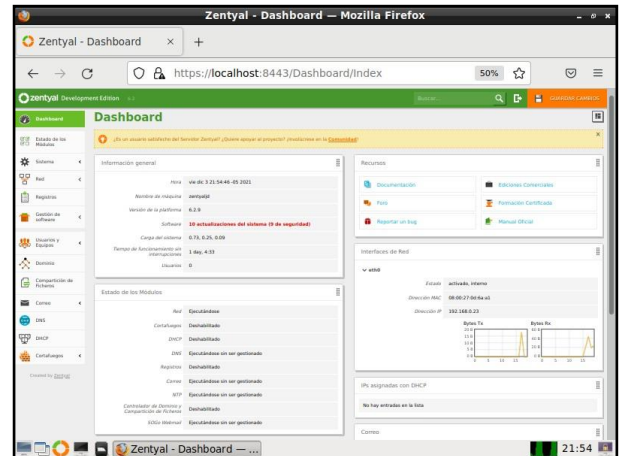 Zentyal - Dashboard — Mozilla Firefox
Zentyal - Dashboard
https://localhost:8443/Dashboard/Index
50%
zentyal Development Edition
Buscar...
GUARDAR CAMBIOS
Dashboard
Estado de los Módulos
Sistema
Red
Registros
Gestión de software
Usuarios y Equipos
Dominio
Compartición de Ficheros
Correo
DNS
DHCP
Cortafuegos
Created by Zentyal
Dashboard
¿Es un usuario satisfecho del Servidor Zentyal? ¿Quiere apoyar al proyecto? ¡Involúcrese en la Comunidad!
Información general
Hora vie dic 3 21:54:46 -05 2021
Nombre de máquina zentyalpt
Versión de la plataforma 6.2.9
Software 10 actualizaciones del sistema (9 de seguridad)
Carga del sistema 0.73, 0.25, 0.09
Tiempo de funcionamiento sin interrupciones 1 day, 4:33
Usuarios 0
Estado de los Módulos
Red Ejecutándose
Cortafuegos Deshabilitado
DHCP Deshabilitado
DNS Ejecutándose sin ser gestionado
Registros Deshabilitado
Correo Ejecutándose sin ser gestionado
NTP Ejecutándose sin ser gestionado
Controlador de Dominio y Compartición de Ficheros Deshabilitado
SOGo Webmail Ejecutándose sin ser gestionado
Recursos
Documentación
Ediciones Comerciales
Foro
Formación Certificada
Reportar un bug
Manual Oficial
Interfaces de Red
eth0
Estado activado, interno
Dirección MAC
Dirección IP 192.168.0.23
Bytes Tx
Bytes Rx
IPs asignadas con DHCP
No hay entradas en la lista
Correo
Zentyal - Dashboard — ...
21:54